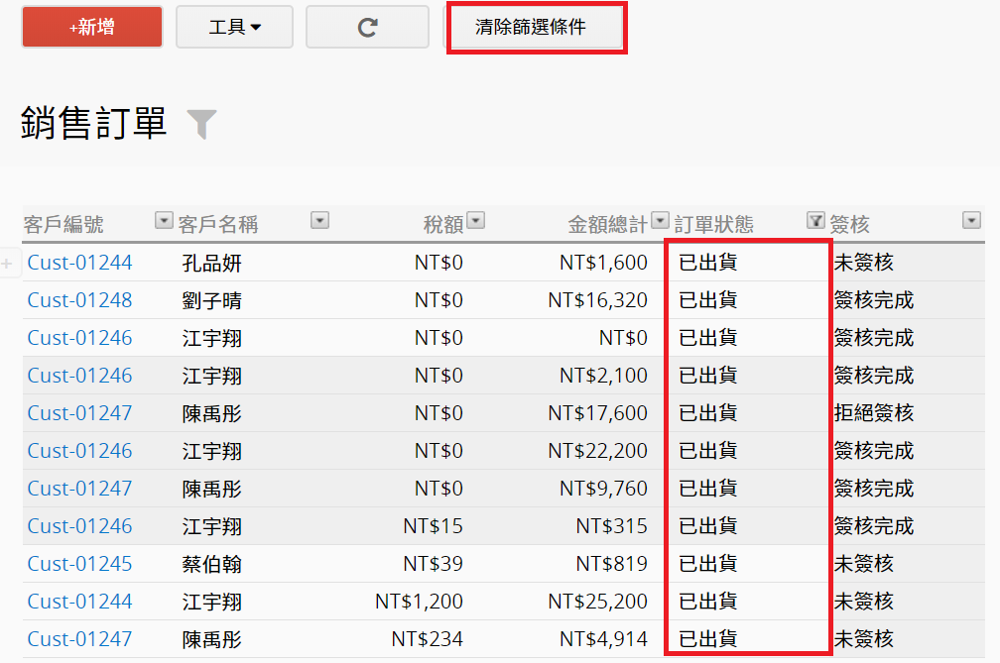 +新增 工具 清除篩選條件
銷售訂單
客戶編號 客戶名稱 稅額 金額總計 訂單狀態 簽核
Cust-01244 孔品妍 NT$0 NT$1,600 已出貨 未簽核
Cust-01248 劉子晴 NT$0 NT$16,320 已出貨 簽核完成
Cust-01246 江宇翔 NT$0 NT$0 已出貨 簽核完成
Cust-01246 江宇翔 NT$0 NT$2,100 已出貨 簽核完成
Cust-01247 陳禹彤 NT$0 NT$17,600 已出貨 拒絕簽核
Cust-01246 江宇翔 NT$0 NT$22,200 已出貨 簽核完成
Cust-01247 陳禹彤 NT$0 NT$9,760 已出貨 簽核完成
Cust-01246 江宇翔 NT$15 NT$315 已出貨 簽核完成
Cust-01245 蔡伯翰 NT$39 NT$819 已出貨 未簽核
Cust-01244 江宇翔 NT$1,200 NT$25,200 已出貨 未簽核
Cust-01247 陳禹彤 NT$234 NT$4,914 已出貨 未簽核